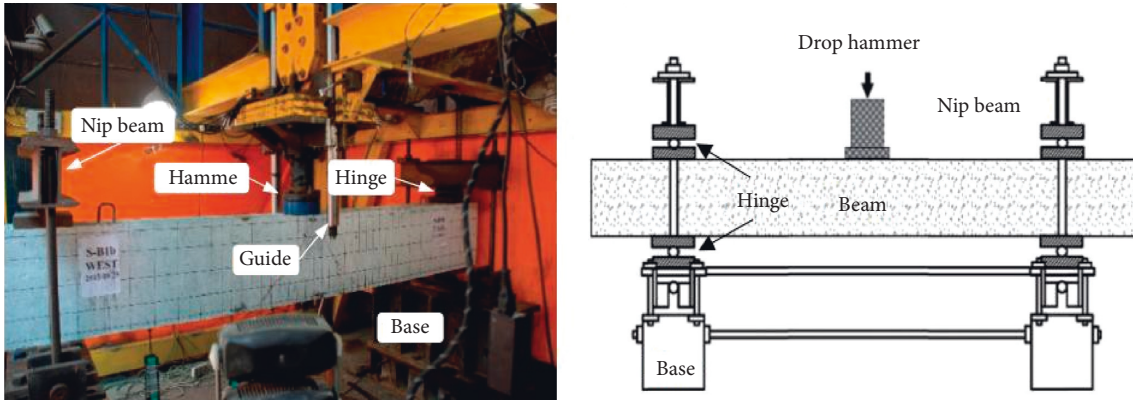 Nip beam
Hamme
Hinge
Guide
S-B1b
WEST
Base
Drop hammer
Nip beam
Hinge
Beam
Base